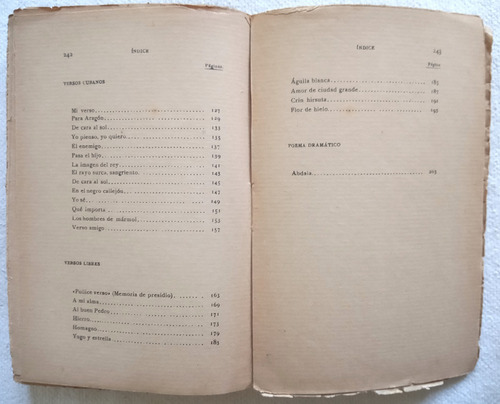 242 ÍNDICE
Páginas
VERSOS CUBANOS
Mi verso 125
Para Aragón 129
De cara al sol 133
Yo pienso, yo quiero 135
El enemigo 137
Pasa el hijo 139
La imagen del rey 141
El rayo surca, sangriento 143
De cara al sol 145
En el negro callejón 147
Yo sé 149
Qué importa 151
Los hombres de mármol 153
Verso amigo 157
VERSOS LIBRES
«Pollice verso» (Memoria de presidio) 165
A mi alma 169
Al buen Pedro 171
Hierro 173
Homagno 179
Yugo y estrella 183
ÍNDICE 243
Águila blanca 185
Amor de ciudad grande 187
Crin hirsuta 191
Flor de hielo 193
POEMA DRAMÁTICO
Abdala 203